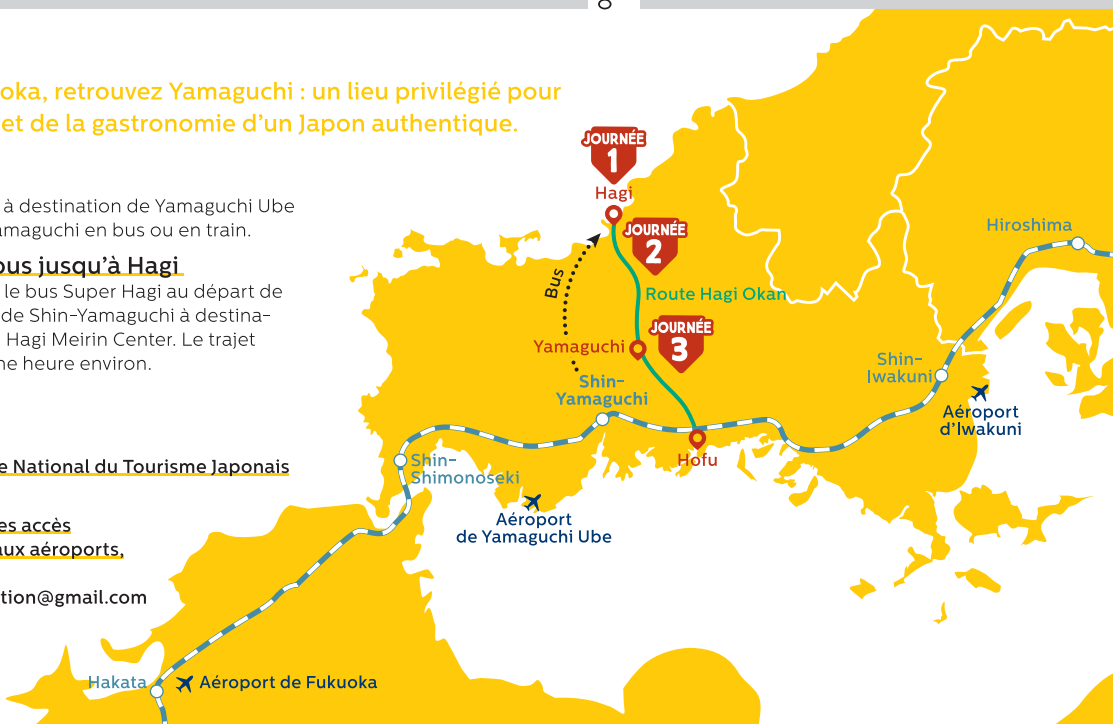 oka, retrouvez Yamaguchi : un lieu privilégié pour
et de la gastronomie d'un Japon authentique.
à destination de Yamaguchi Ube
amaguchi en bus ou en train.
ous jusqu'à Hagi
le bus Super Hagi au départ de
de Shin-Yamaguchi à destina-
Hagi Meirin Center. Le trajet
ne heure environ.
e National du Tourisme Japonais
es accès
aux aéroports,
tion@gmail.com
JOURNÉE
1
Hagi
JOURNÉE
2
Bus
Route Hagi Okan
JOURNÉE
3
Yamaguchi
Shin-
Yamaguchi
Hofu
Hiroshima
Shin-
Iwakuni
Aéroport
d'Iwakuni
Shin-
Shimonoseki
Aéroport
de Yamaguchi Ube
Hakata
Aéroport de Fukuoka